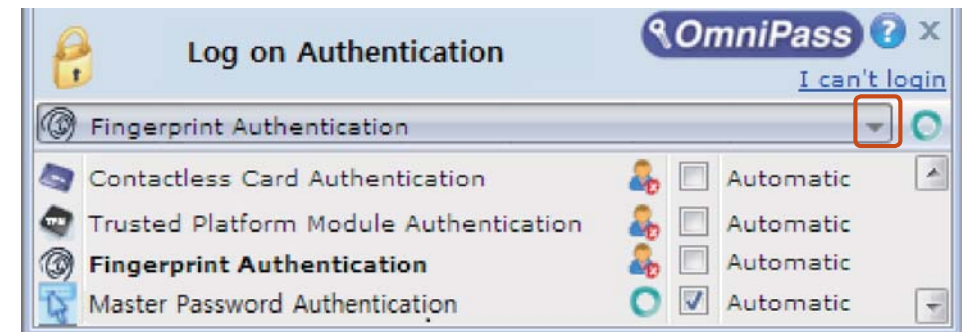 Log on Authentication
OmniPass ? X
I can't login
Fingerprint Authentication
Contactless Card Authentication Automatic
Trusted Platform Module Authentication Automatic
Fingerprint Authentication Automatic
Master Password Authentication Automatic